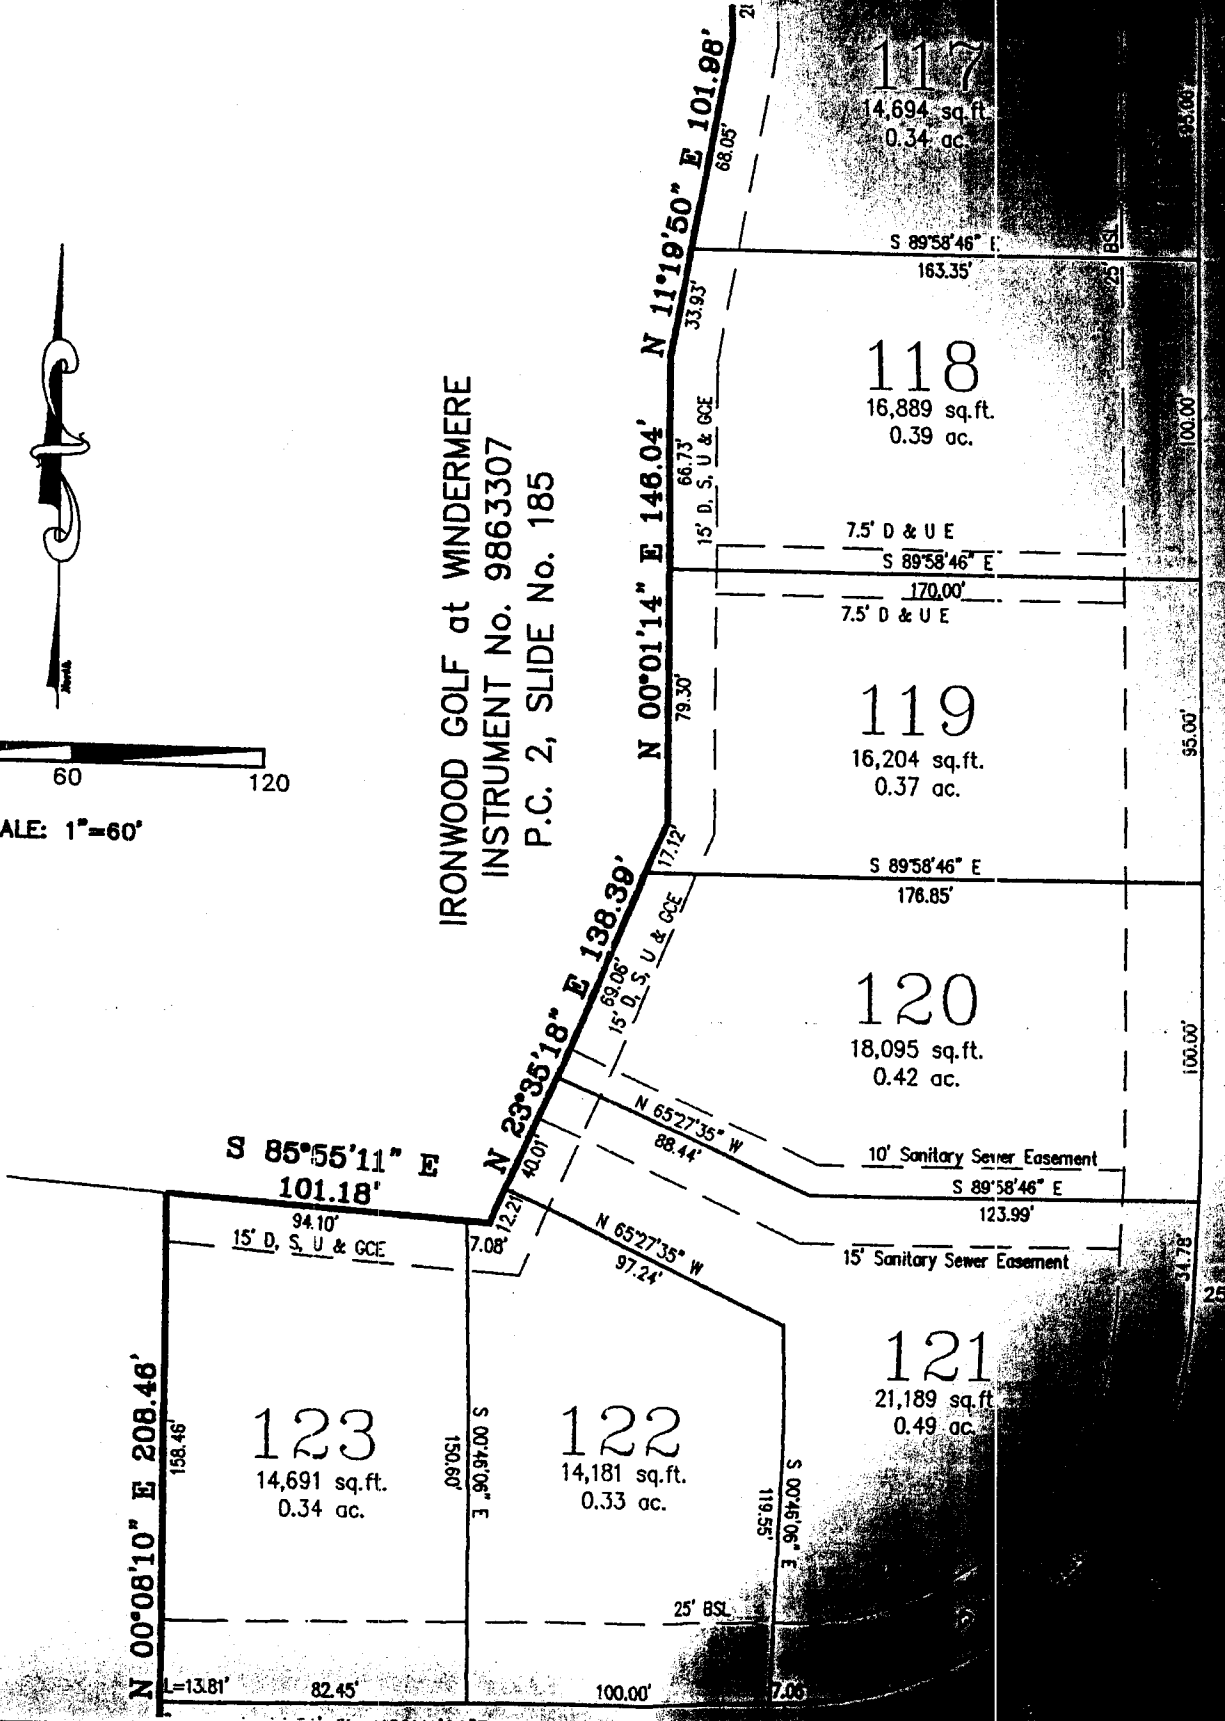 117
14,694 sq.ft.
0.34 ac.
N 11°19'50" E 101.98'
68.05'
33.93'
S 89°58'46" E
163.35'
25' BSL
118
16,889 sq.ft.
0.39 ac.
100.00'
IRONWOOD GOLF at WINDERMERE
INSTRUMENT No. 9863307
P.C. 2, SLIDE No. 185
N 00°01'14" E 146.04'
66.73'
15' D, S, U & GCE
7.5' D & U E
S 89°58'46" E
170.00'
7.5' D & U E
North
60
120
ALE: 1"=60'
79.30'
119
16,204 sq.ft.
0.37 ac.
95.00'
17.12'
S 89°58'46" E
176.85'
N 23°35'18" E 138.39'
69.06'
15' D, S, U & GCE
120
18,095 sq.ft.
0.42 ac.
100.00'
N 65°27'35" W
88.44'
10' Sanitary Sewer Easement
S 89°58'46" E
123.99'
15' Sanitary Sewer Easement
34.78'
25
S 85°55'11" E
101.18'
94.10'
15' D, S, U & GCE
7.08'
12.21'
40.01'
N 65°27'35" W
97.24'
121
21,189 sq.ft
0.49 ac.
N 00°08'10" E 208.46'
158.46'
123
14,691 sq.ft.
0.34 ac.
S 00°46'06" E
150.60'
122
14,181 sq.ft.
0.33 ac.
S 00°46'06" E
119.55'
25' BSL
L=13.81'
82.45'
100.00'
7.06'